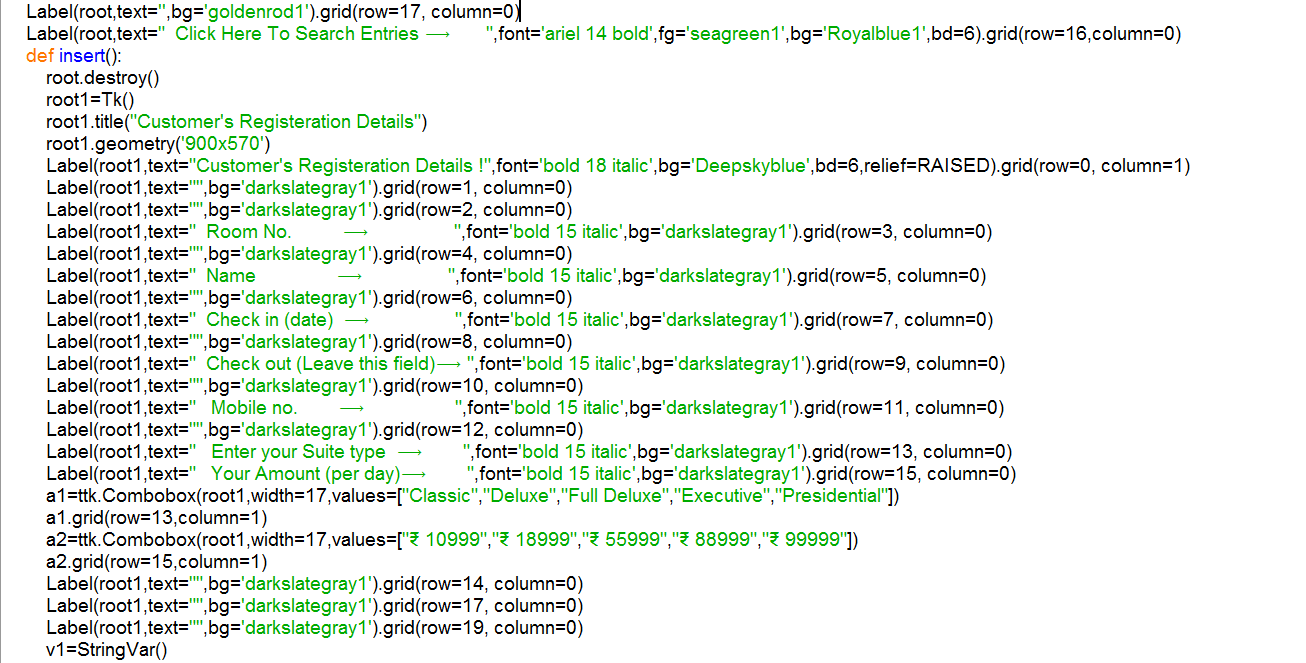 Label(root,text='',bg='goldenrod1').grid(row=17, column=0)
Label(root,text="  Click Here To Search Entries ⟶       ",font='ariel 14 bold',fg='seagreen1',bg='Royalblue1',bd=6).grid(row=16,column=0)
def insert():
    root.destroy()
    root1=Tk()
    root1.title("Customer's Registeration Details")
    root1.geometry('900x570')
    Label(root1,text="Customer's Registeration Details !",font='bold 18 italic',bg='Deepskyblue',bd=6,relief=RAISED).grid(row=0, column=1)
    Label(root1,text="",bg='darkslategray1').grid(row=1, column=0)
    Label(root1,text="",bg='darkslategray1').grid(row=2, column=0)
    Label(root1,text="  Room No.          ⟶                 ",font='bold 15 italic',bg='darkslategray1').grid(row=3, column=0)
    Label(root1,text="",bg='darkslategray1').grid(row=4, column=0)
    Label(root1,text="  Name                ⟶                 ",font='bold 15 italic',bg='darkslategray1').grid(row=5, column=0)
    Label(root1,text="",bg='darkslategray1').grid(row=6, column=0)
    Label(root1,text="  Check in (date)  ⟶                 ",font='bold 15 italic',bg='darkslategray1').grid(row=7, column=0)
    Label(root1,text="",bg='darkslategray1').grid(row=8, column=0)
    Label(root1,text="  Check out (Leave this field)⟶ ",font='bold 15 italic',bg='darkslategray1').grid(row=9, column=0)
    Label(root1,text="",bg='darkslategray1').grid(row=10, column=0)
    Label(root1,text="   Mobile no.        ⟶                  ",font='bold 15 italic',bg='darkslategray1').grid(row=11, column=0)
    Label(root1,text="",bg='darkslategray1').grid(row=12, column=0)
    Label(root1,text="   Enter your Suite type  ⟶        ",font='bold 15 italic',bg='darkslategray1').grid(row=13, column=0)
    Label(root1,text="   Your Amount (per day)⟶        ",font='bold 15 italic',bg='darkslategray1').grid(row=15, column=0)
    a1=ttk.Combobox(root1,width=17,values=["Classic","Deluxe","Full Deluxe","Executive","Presidential"])
    a1.grid(row=13,column=1)
    a2=ttk.Combobox(root1,width=17,values=["₹ 10999","₹ 18999","₹ 55999","₹ 88999","₹ 99999"])
    a2.grid(row=15,column=1)
    Label(root1,text="",bg='darkslategray1').grid(row=14, column=0)
    Label(root1,text="",bg='darkslategray1').grid(row=17, column=0)
    Label(root1,text="",bg='darkslategray1').grid(row=19, column=0)
    v1=StringVar()